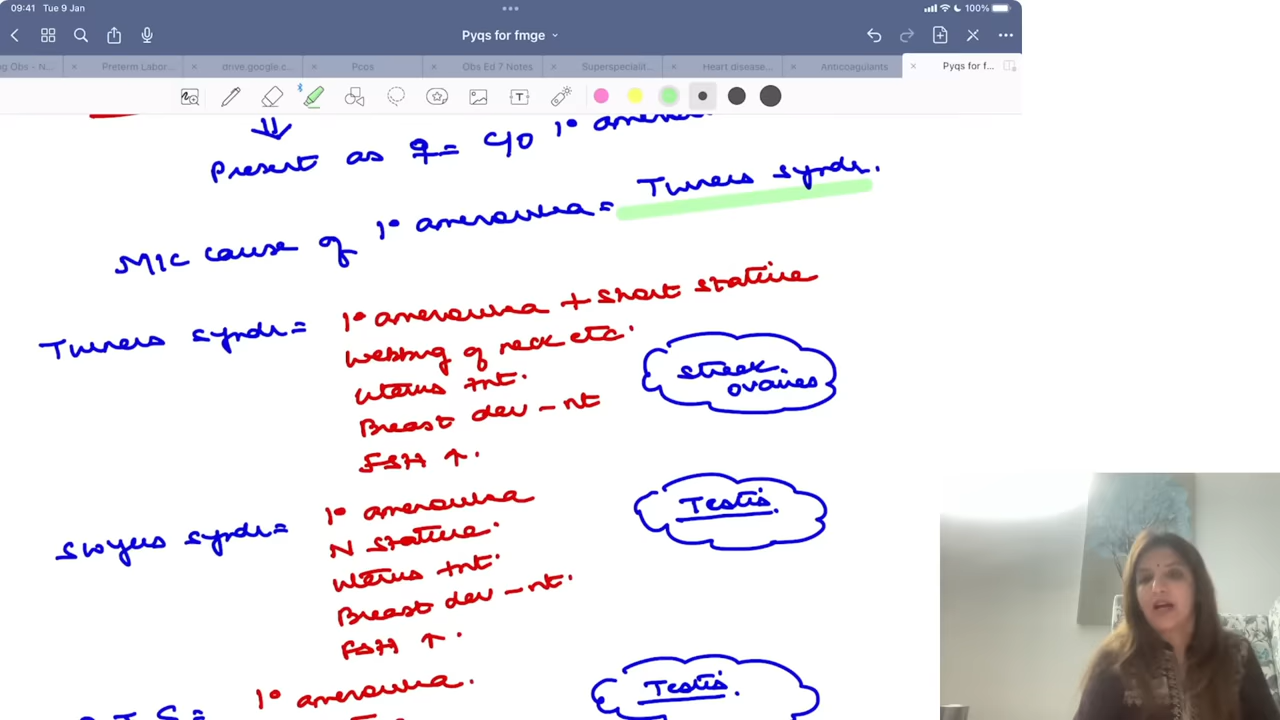 09:41 Tue 9 Jan
100%
Pyqs for fmge
g Obs - N...
Preterm Labor...
drive.google.c...
Pcos
Obs Ed 7 Notes
Superspecialit...
Heart disease...
Anticoagulants
Pyqs for f...
Present as ♀= C/O 1°
M/C cause of 1° amenorrhea = Turners syndr.
Turners syndr= 1° amenorrhea + short stature
Webbing of neck etc.
Uterus +nt.
Breast dev - nt
FSH ↑.
streak
ovaries
Swyers syndr= 1° amenorrhea
N stature.
Uterus +nt.
Breast dev -nt.
FSH ↑.
Testis.
1° amenorrhea.
Testis.